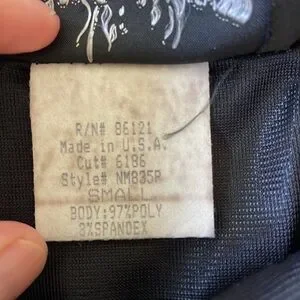 R/N# 86121
Made in U.S.A.
Cut# 6186
Style# NM835P
SMALL
BODY:97%POLY
3%SPANDEX